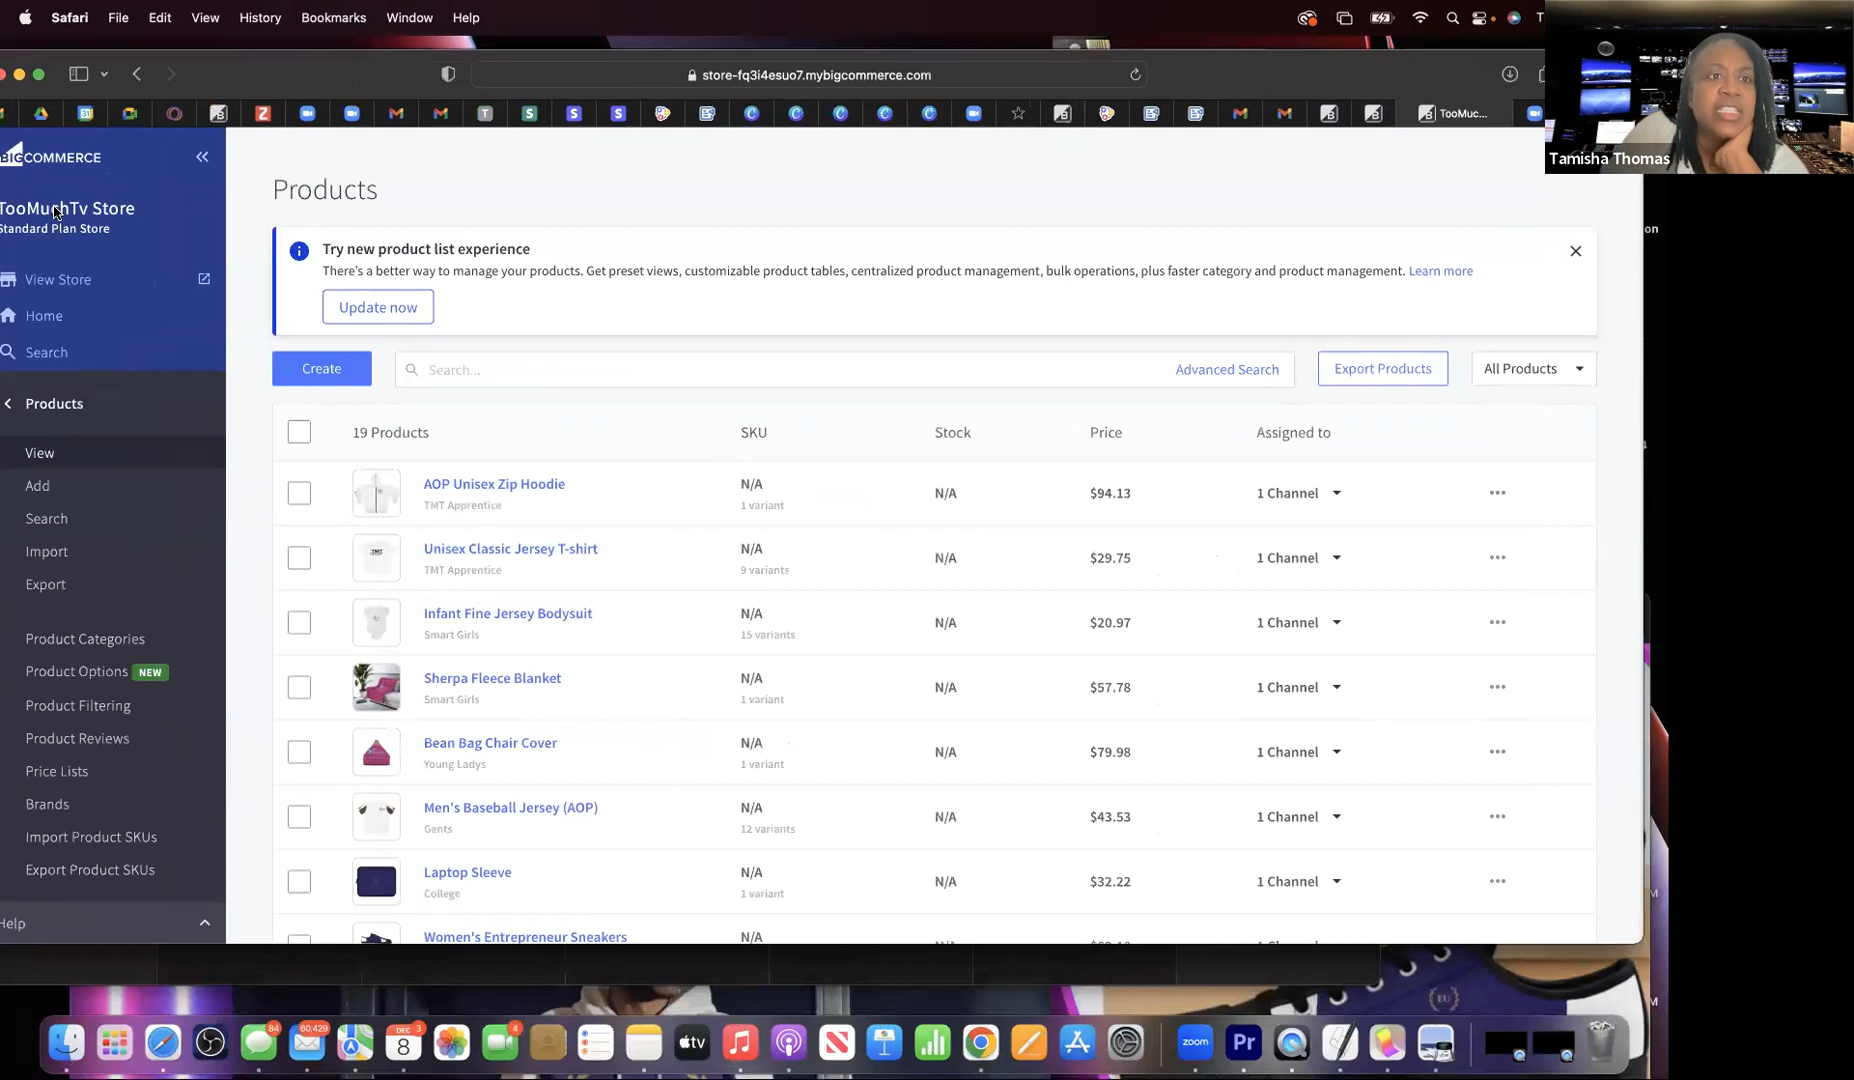 Safari File Edit View History Bookmarks Window Help
store-fq3i4esuo7.mybigcommerce.com
TooMuc...
Tamisha Thomas
BIGCOMMERCE
TooMuchTv Store
Standard Plan Store
View Store
Home
Search
Products
View
Add
Search
Import
Export
Product Categories
Product Options NEW
Product Filtering
Product Reviews
Price Lists
Brands
Import Product SKUs
Export Product SKUs
Help
Products
Try new product list experience
There's a better way to manage your products. Get preset views, customizable product tables, centralized product management, bulk operations, plus faster category and product management. Learn more
Update now
Create Search... Advanced Search Export Products All Products
19 Products SKU Stock Price Assigned to
AOP Unisex Zip Hoodie N/A N/A $94.13 1 Channel
TMT Apprentice 1 variant
Unisex Classic Jersey T-shirt N/A N/A $29.75 1 Channel
TMT Apprentice 9 variants
Infant Fine Jersey Bodysuit N/A N/A $20.97 1 Channel
Smart Girls 15 variants
Sherpa Fleece Blanket N/A N/A $57.78 1 Channel
Smart Girls 1 variant
Bean Bag Chair Cover N/A N/A $79.98 1 Channel
Young Ladys 1 variant
Men's Baseball Jersey (AOP) N/A N/A $43.53 1 Channel
Gents 12 variants
Laptop Sleeve N/A N/A $32.22 1 Channel
College 1 variant
Women's Entrepreneur Sneakers N/A
on
84
60,429
DEC 3
8
4
tv
zoom
Pr